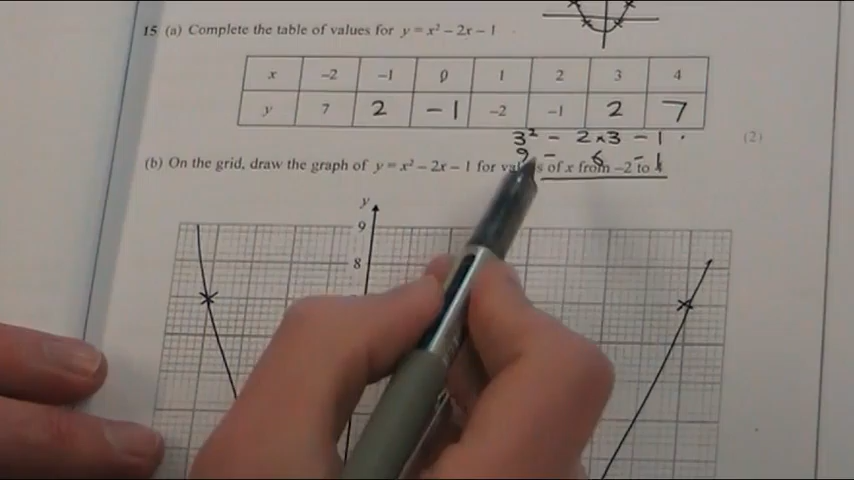 15 (a) Complete the table of values for y = x² − 2x − 1
x −2 −1 0 1 2 3 4
y 7 2 −1 −2 −1 2 7
3² − 2×3 − 1
(2)
9 − 6 − 1
(b) On the grid, draw the graph of y = x² − 2x − 1 for values of x from −2 to 4
y
9
8